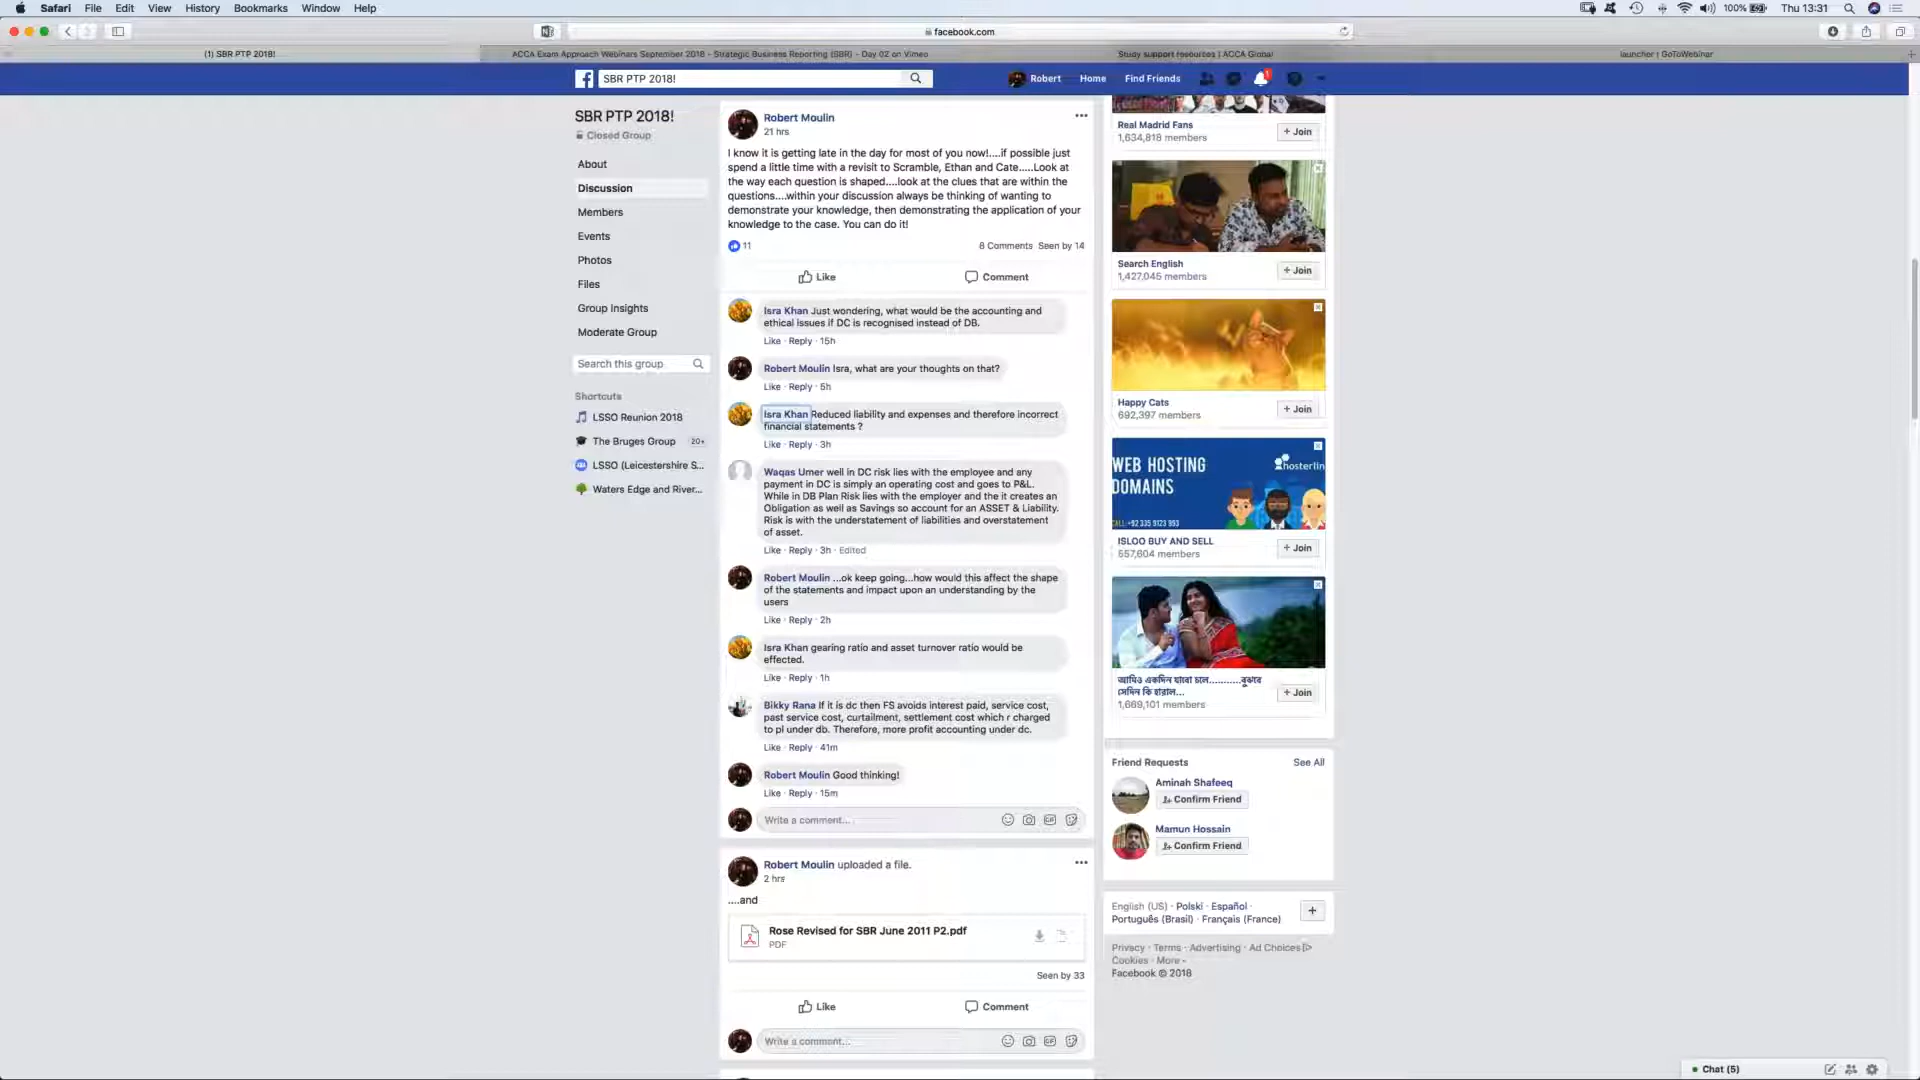 Safari File Edit View History Bookmarks Window Help
100% Thu 13:31
facebook.com
(1) SBR PTP 2018!
ACCA Exam Approach Webinars September 2018 - Strategic Business Reporting (SBR) - Day 02 on Vimeo
Study support resources | ACCA Global
launcher | GoToWebinar
SBR PTP 2018!
Robert Home Find Friends
1
SBR PTP 2018!
Closed Group
About
Discussion
Members
Events
Photos
Files
Group Insights
Moderate Group
Search this group
Shortcuts
LSSO Reunion 2018
The Bruges Group 20+
LSSO (Leicestershire S...
Waters Edge and River...
Robert Moulin
21 hrs
I know it is getting late in the day for most of you now!....if possible just
spend a little time with a revisit to Scramble, Ethan and Cate.....Look at
the way each question is shaped....look at the clues that are within the
questions....within your discussion always be thinking of wanting to
demonstrate your knowledge, then demonstrating the application of your
knowledge to the case. You can do it!
11
8 Comments Seen by 14
Like Comment
Isra Khan Just wondering, what would be the accounting and
ethical issues if DC is recognised instead of DB.
Like · Reply · 15h
Robert Moulin Isra, what are your thoughts on that?
Like · Reply · 5h
Isra Khan Reduced liability and expenses and therefore incorrect
financial statements ?
Like · Reply · 3h
Waqas Umer well in DC risk lies with the employee and any
payment in DC is simply an operating cost and goes to P&L.
While in DB Plan Risk lies with the employer and the it creates an
Obligation as well as Savings so account for an ASSET & Liability.
Risk is with the understatement of liabilities and overstatement
of asset.
Like · Reply · 3h · Edited
Robert Moulin ...ok keep going...how would this affect the shape
of the statements and impact upon an understanding by the
users
Like · Reply · 2h
Isra Khan gearing ratio and asset turnover ratio would be
effected.
Like · Reply · 1h
Bikky Rana If it is dc then FS avoids interest paid, service cost,
past service cost, curtailment, settlement cost which r charged
to pl under db. Therefore, more profit accounting under dc.
Like · Reply · 41m
Robert Moulin Good thinking!
Like · Reply · 15m
Write a comment...
Robert Moulin uploaded a file.
2 hrs
....and
Rose Revised for SBR June 2011 P2.pdf
PDF
Seen by 33
Like Comment
Write a comment...
Real Madrid Fans
1,634,818 members
+ Join
Search English
1,427,045 members
+ Join
Happy Cats
692,397 members
+ Join
WEB HOSTING
DOMAINS
hosterlin
CALL: +92 335 9123 993
ISLOO BUY AND SELL
657,604 members
+ Join
আমিও একদিন হারো চলে..........বুঝবে
সেদিন কি হারাল...
1,669,101 members
+ Join
Friend Requests See All
Aminah Shafeeq
Confirm Friend
Mamun Hossain
Confirm Friend
English (US) · Polski · Español ·
Português (Brasil) · Français (France)
Privacy · Terms · Advertising · Ad Choices
Cookies · More
Facebook © 2018
Chat (5)